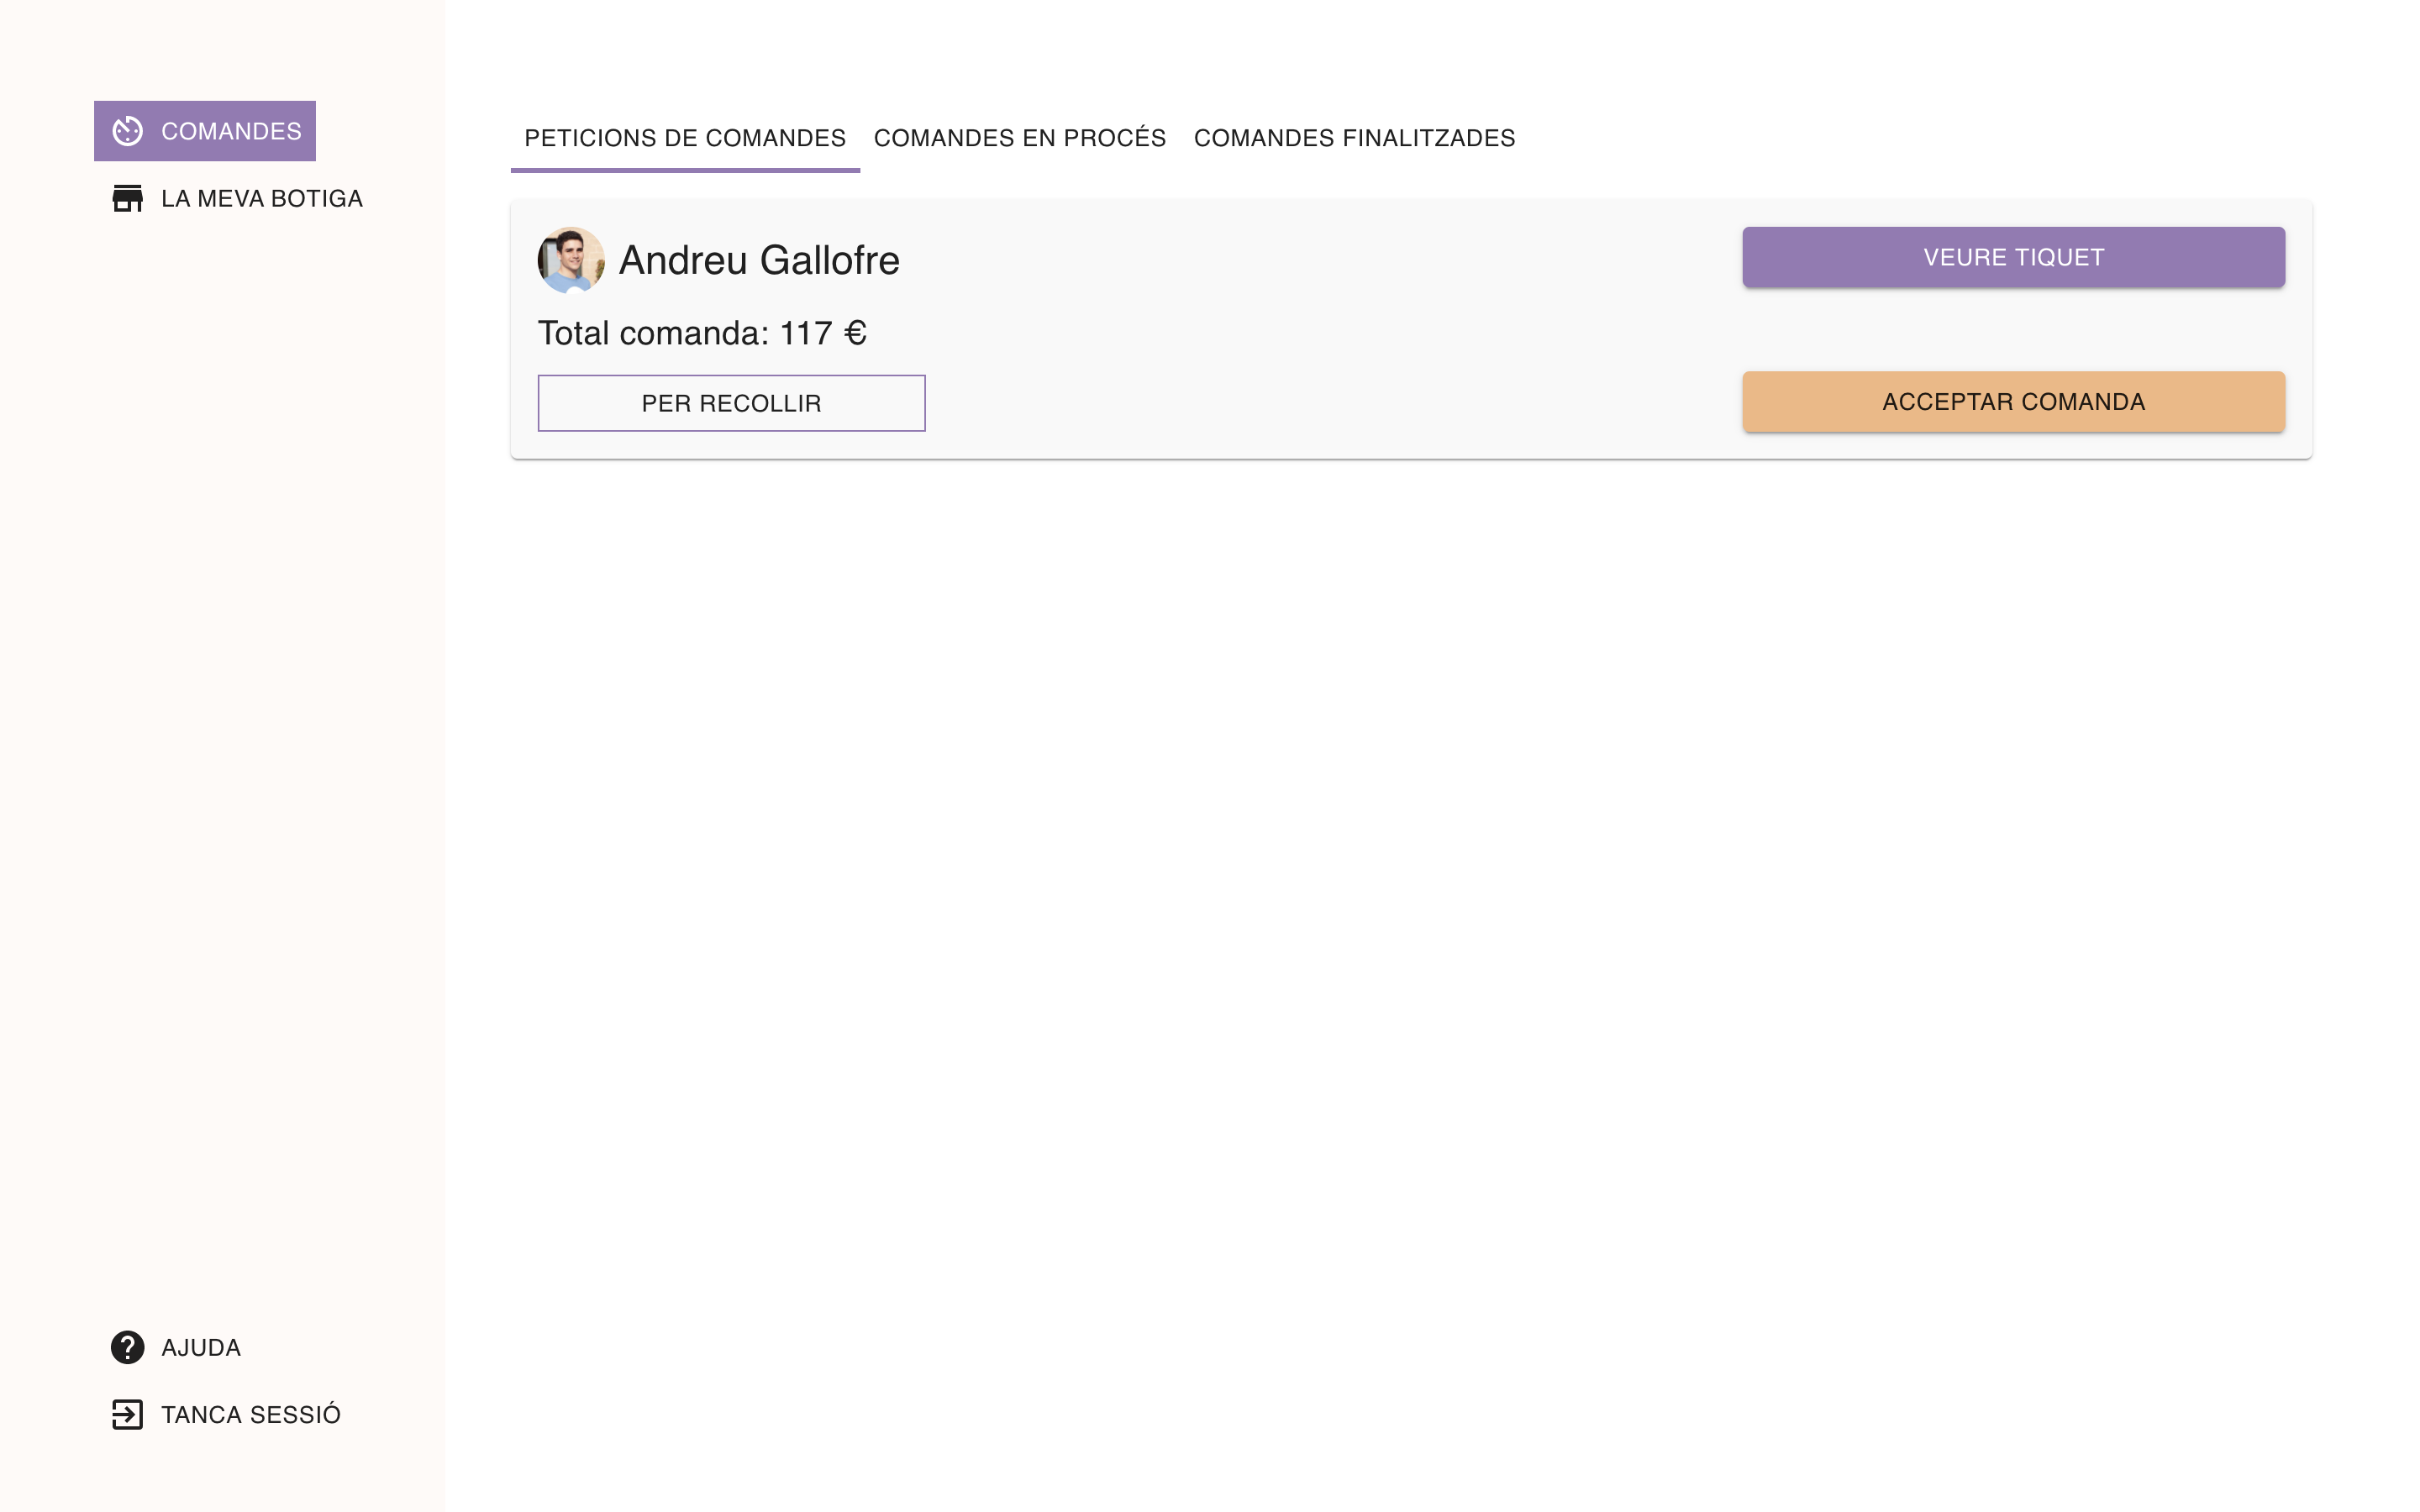 COMANDES
LA MEVA BOTIGA
AJUDA
TANCA SESSIÓ
PETICIONS DE COMANDES COMANDES EN PROCÉS COMANDES FINALITZADES
Andreu Gallofre
Total comanda: 117 €
PER RECOLLIR
VEURE TIQUET
ACCEPTAR COMANDA